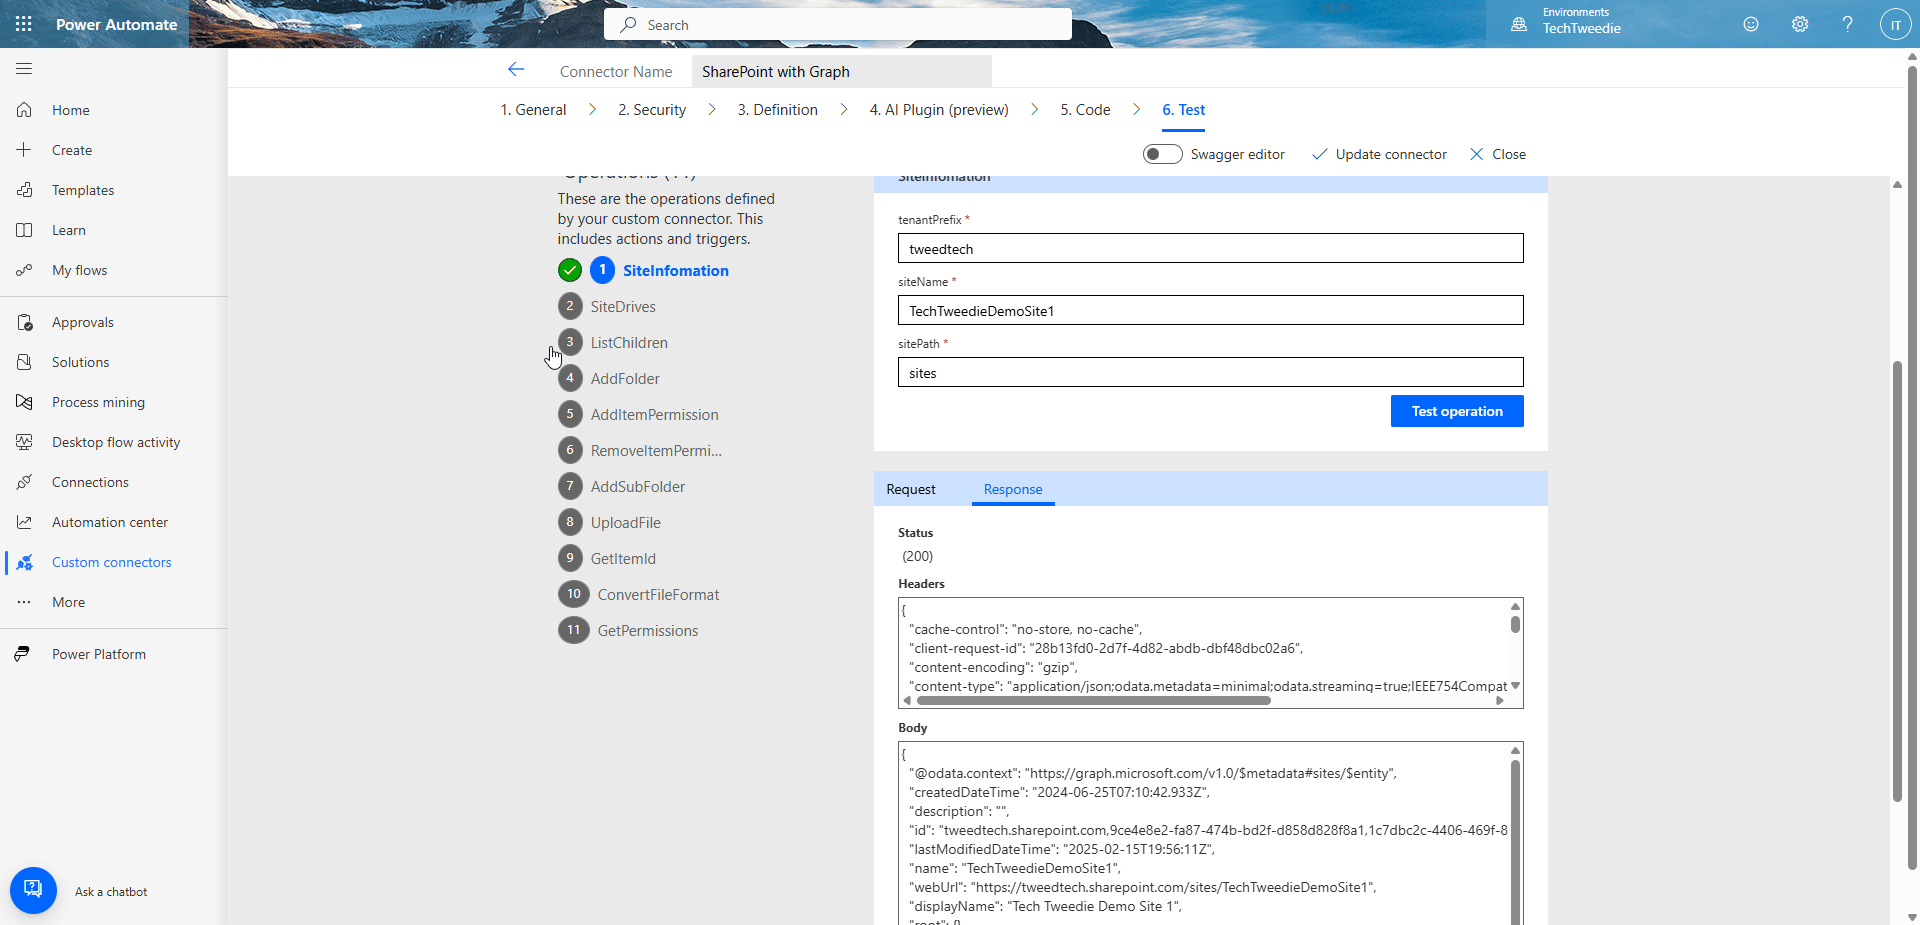 Power Automate
Search
Environments
TechTweedie
IT
Connector Name
SharePoint with Graph
1. General
2. Security
3. Definition
4. AI Plugin (preview)
5. Code
6. Test
Swagger editor
Update connector
Close
Home
Create
Templates
Learn
My flows
Approvals
Solutions
Process mining
Desktop flow activity
Connections
Automation center
Custom connectors
More
Power Platform
Ask a chatbot
Operations (11)
These are the operations defined
by your custom connector. This
includes actions and triggers.
1 SiteInfomation
2 SiteDrives
3 ListChildren
4 AddFolder
5 AddItemPermission
6 RemoveItemPermi...
7 AddSubFolder
8 UploadFile
9 GetItemId
10 ConvertFileFormat
11 GetPermissions
SiteInfomation
tenantPrefix *
tweedtech
siteName *
TechTweedieDemoSite1
sitePath *
sites
Test operation
Request
Response
Status
(200)
Headers
{
"cache-control": "no-store, no-cache",
"client-request-id": "28b13fd0-2d7f-4d82-abdb-dbf48dbc02a6",
"content-encoding": "gzip",
"content-type": "application/json;odata.metadata=minimal;odata.streaming=true;IEEE754Compat
Body
{
"@odata.context": "https://graph.microsoft.com/v1.0/$metadata#sites/$entity",
"createdDateTime": "2024-06-25T07:10:42.933Z",
"description": "",
"id": "tweedtech.sharepoint.com,9ce4e8e2-fa87-474b-bd2f-d858d828f8a1,1c7dbc2c-4406-469f-8
"lastModifiedDateTime": "2025-02-15T19:56:11Z",
"name": "TechTweedieDemoSite1",
"webUrl": "https://tweedtech.sharepoint.com/sites/TechTweedieDemoSite1",
"displayName": "Tech Tweedie Demo Site 1",
"root": {},